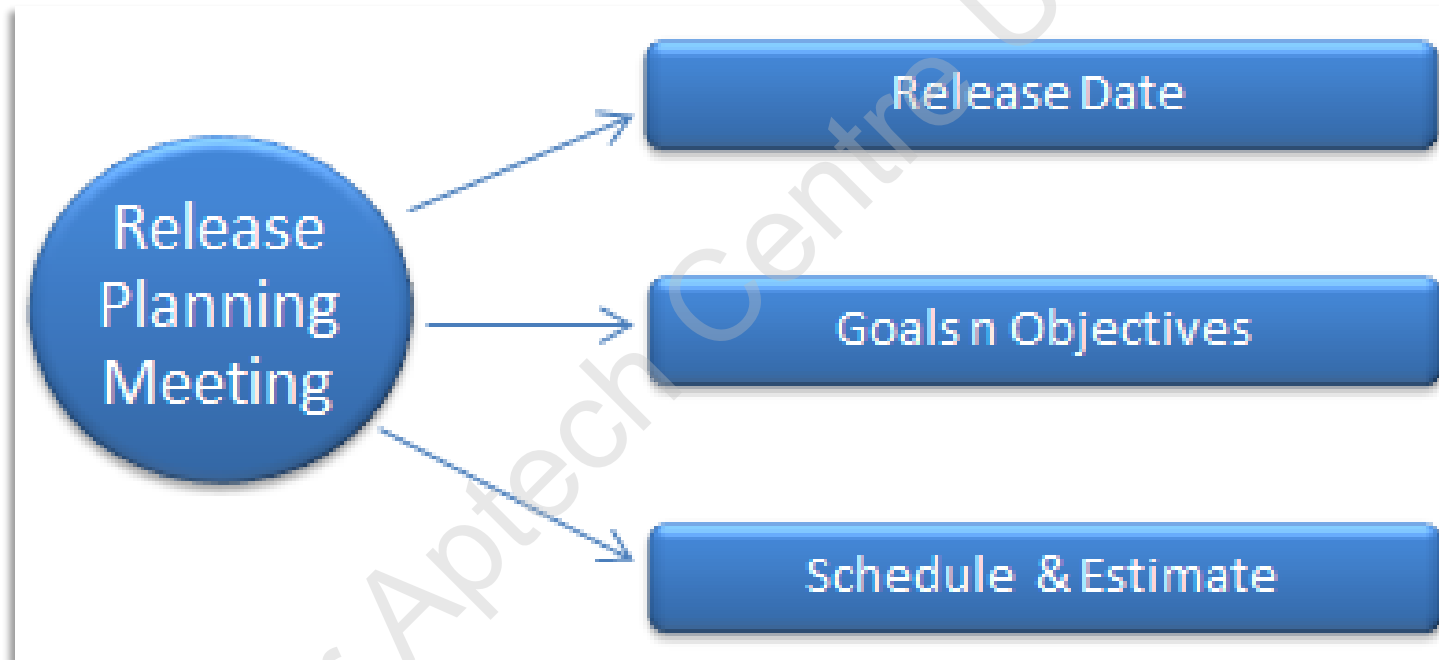 Release
Planning
Meeting
Release Date
Goals n Objectives
Schedule & Estimate
Aptech Centre